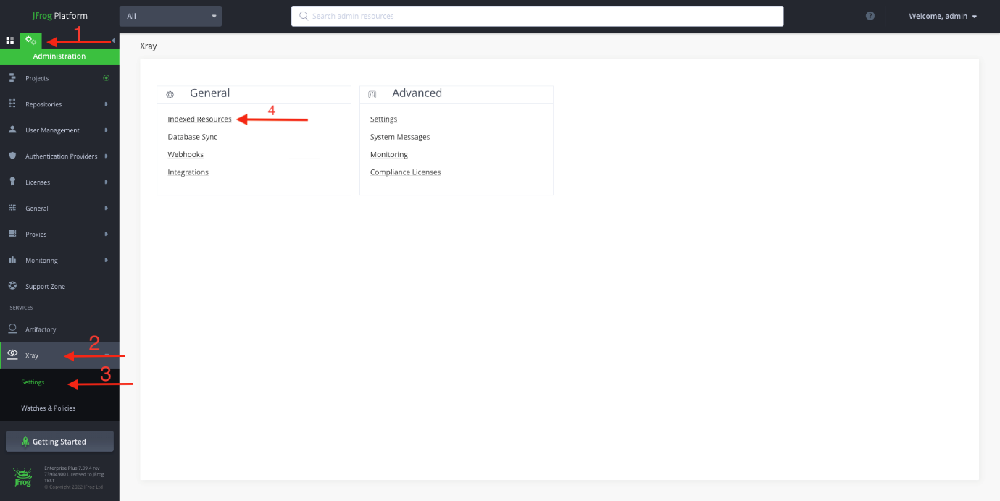 JFrog Platform
All
Search admin resources
?
Welcome, admin
1
Administration
Projects
Repositories
User Management
Authentication Providers
Licenses
General
Proxies
Monitoring
Support Zone
SERVICES
Artifactory
Xray
2
Settings
3
Watches & Policies
Getting Started
JFrog
Enterprise Plus 7.39.4 rev
73904900 Licensed to JFrog
TEST
© Copyright 2022 JFrog Ltd
Xray
General
Indexed Resources
4
Database Sync
Webhooks
Integrations
Advanced
Settings
System Messages
Monitoring
Compliance Licenses